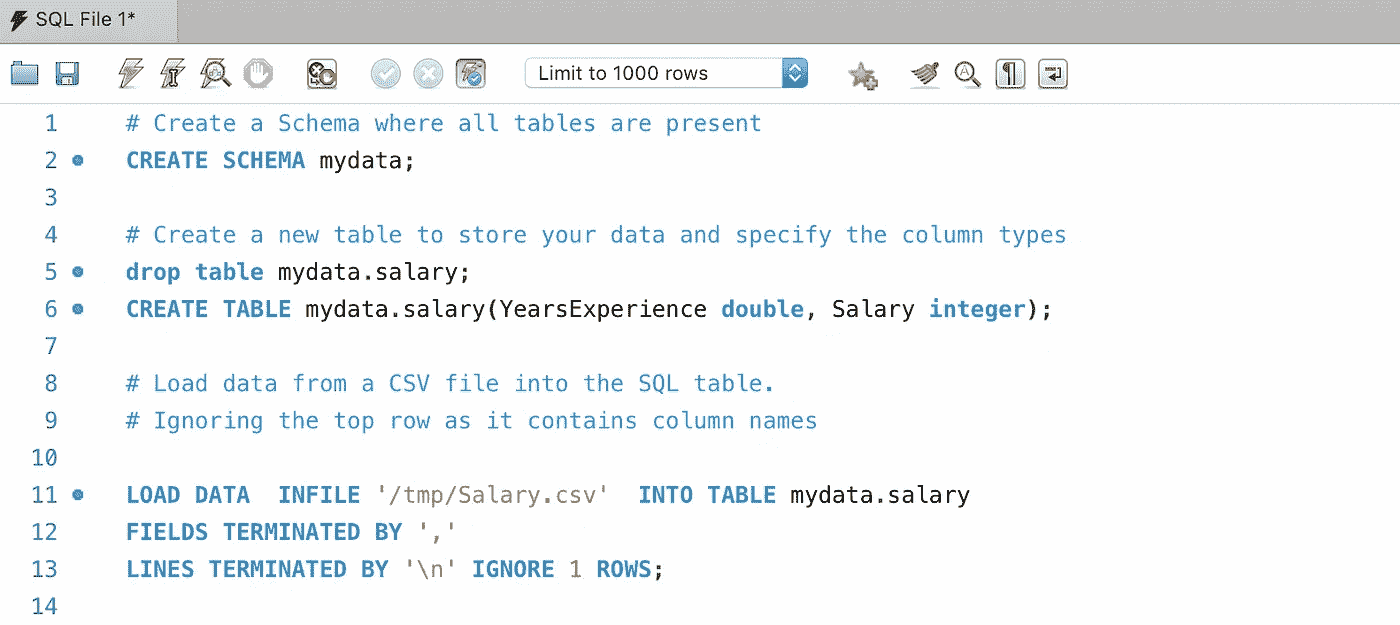 SQL File 1*
Limit to 1000 rows
1 # Create a Schema where all tables are present
2 CREATE SCHEMA mydata;
3
4 # Create a new table to store your data and specify the column types
5 drop table mydata.salary;
6 CREATE TABLE mydata.salary(YearsExperience double, Salary integer);
7
8 # Load data from a CSV file into the SQL table.
9 # Ignoring the top row as it contains column names
10
11 LOAD DATA  INFILE '/tmp/Salary.csv'  INTO TABLE mydata.salary
12 FIELDS TERMINATED BY ','
13 LINES TERMINATED BY '\n' IGNORE 1 ROWS;
14